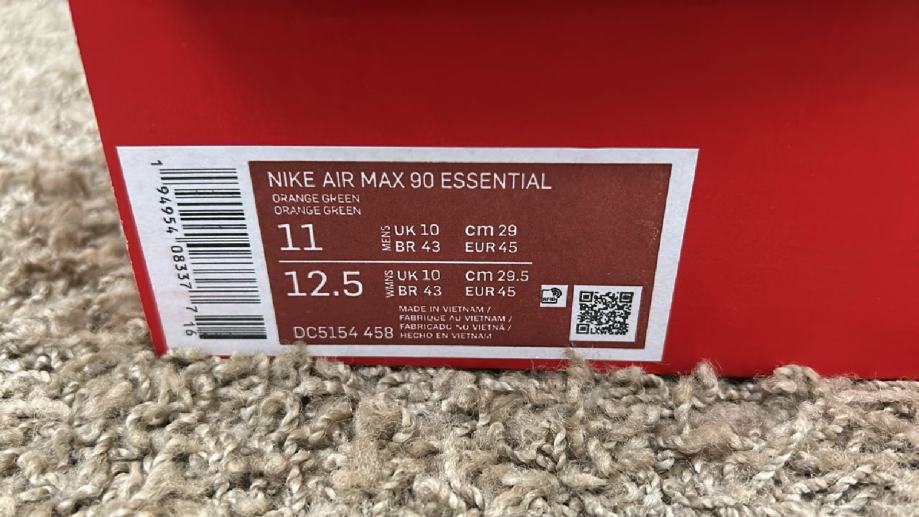 NIKE AIR MAX 90 ESSENTIAL
ORANGE GREEN
ORANGE GREEN
11 MENS UK 10 cm 29
BR 43 EUR 45
12.5 WMNS UK 10 cm 29.5
BR 43 EUR 45
MADE IN VIETNAM /
FABRIQUE AU VIETNAM /
FABRICADO NO VIETNÃ /
HECHO EN VIETNAM
DC5154 458
1 94954 08337 7 16